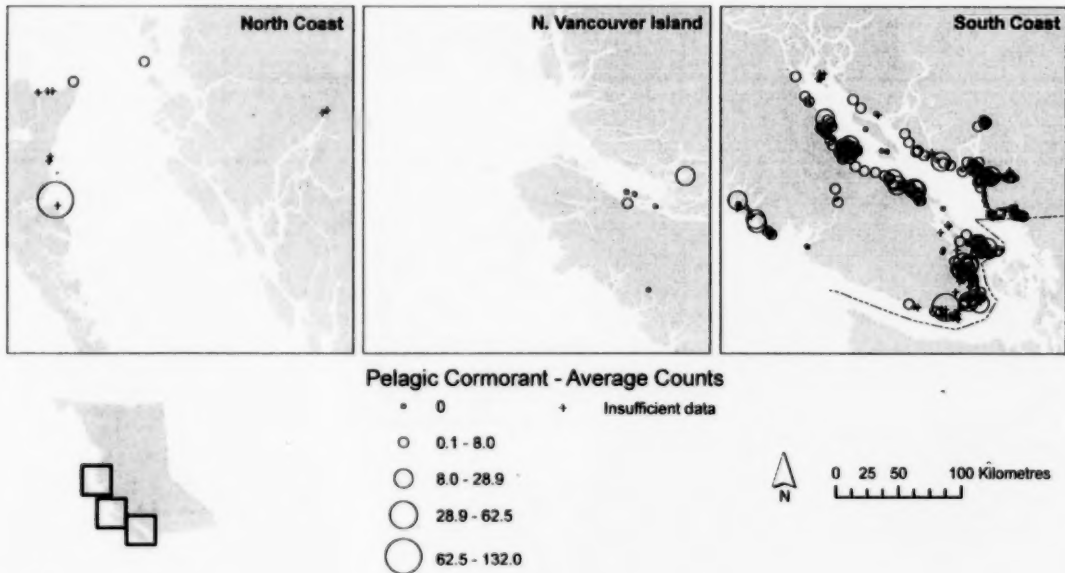 North Coast
N. Vancouver Island
South Coast
Pelagic Cormorant - Average Counts
0
Insufficient data
0.1 - 8.0
8.0 - 28.9
28.9 - 62.5
62.5 - 132.0
N
0 25 50 100 Kilometres